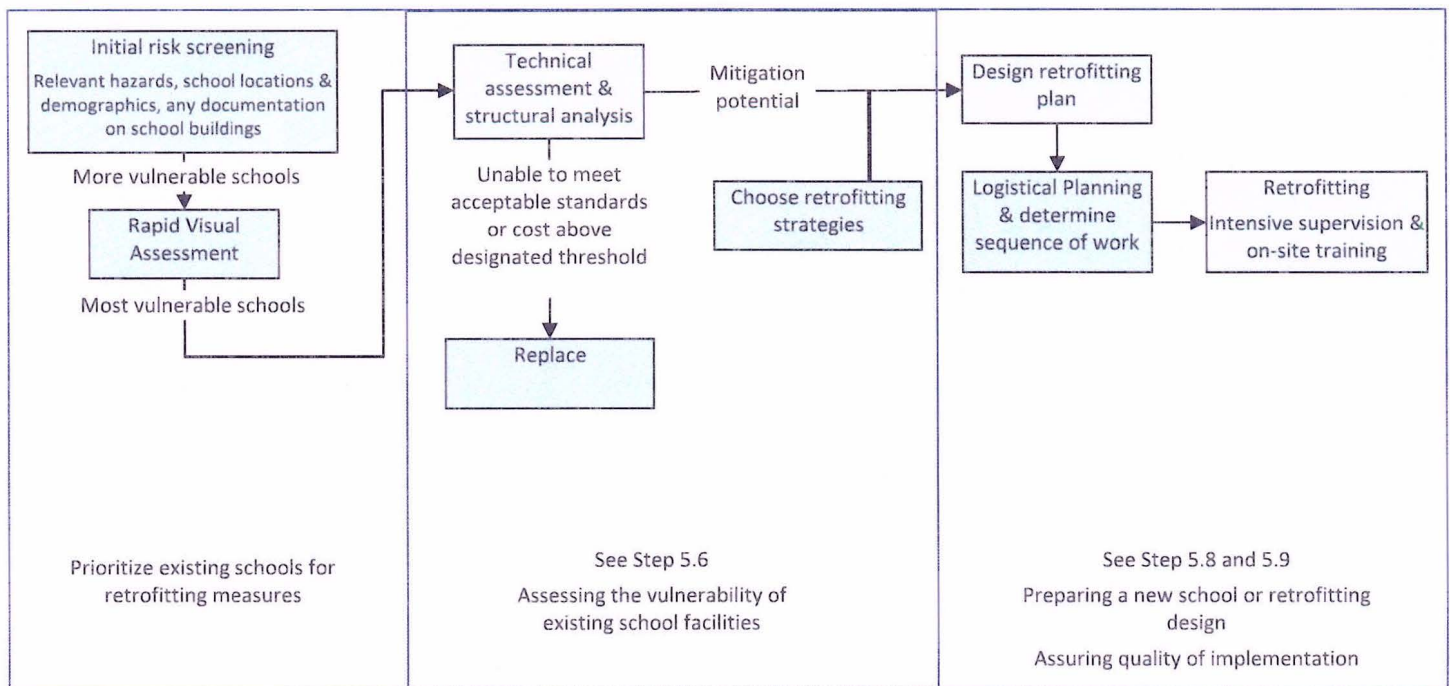 Initial risk screening
Relevant hazards, school locations &
demographics, any documentation
on school buildings
More vulnerable schools
Rapid Visual
Assessment
Most vulnerable schools
Prioritize existing schools for
retrofitting measures
Technical
assessment &
structural analysis
Mitigation
potential
Unable to meet
acceptable standards
or cost above
designated threshold
Choose retrofitting
strategies
Replace
See Step 5.6
Assessing the vulnerability of
existing school facilities
Design retrofitting
plan
Logistical Planning
& determine
sequence of work
Retrofitting
Intensive supervision &
on-site training
See Step 5.8 and 5.9
Preparing a new school or retrofitting
design
Assuring quality of implementation